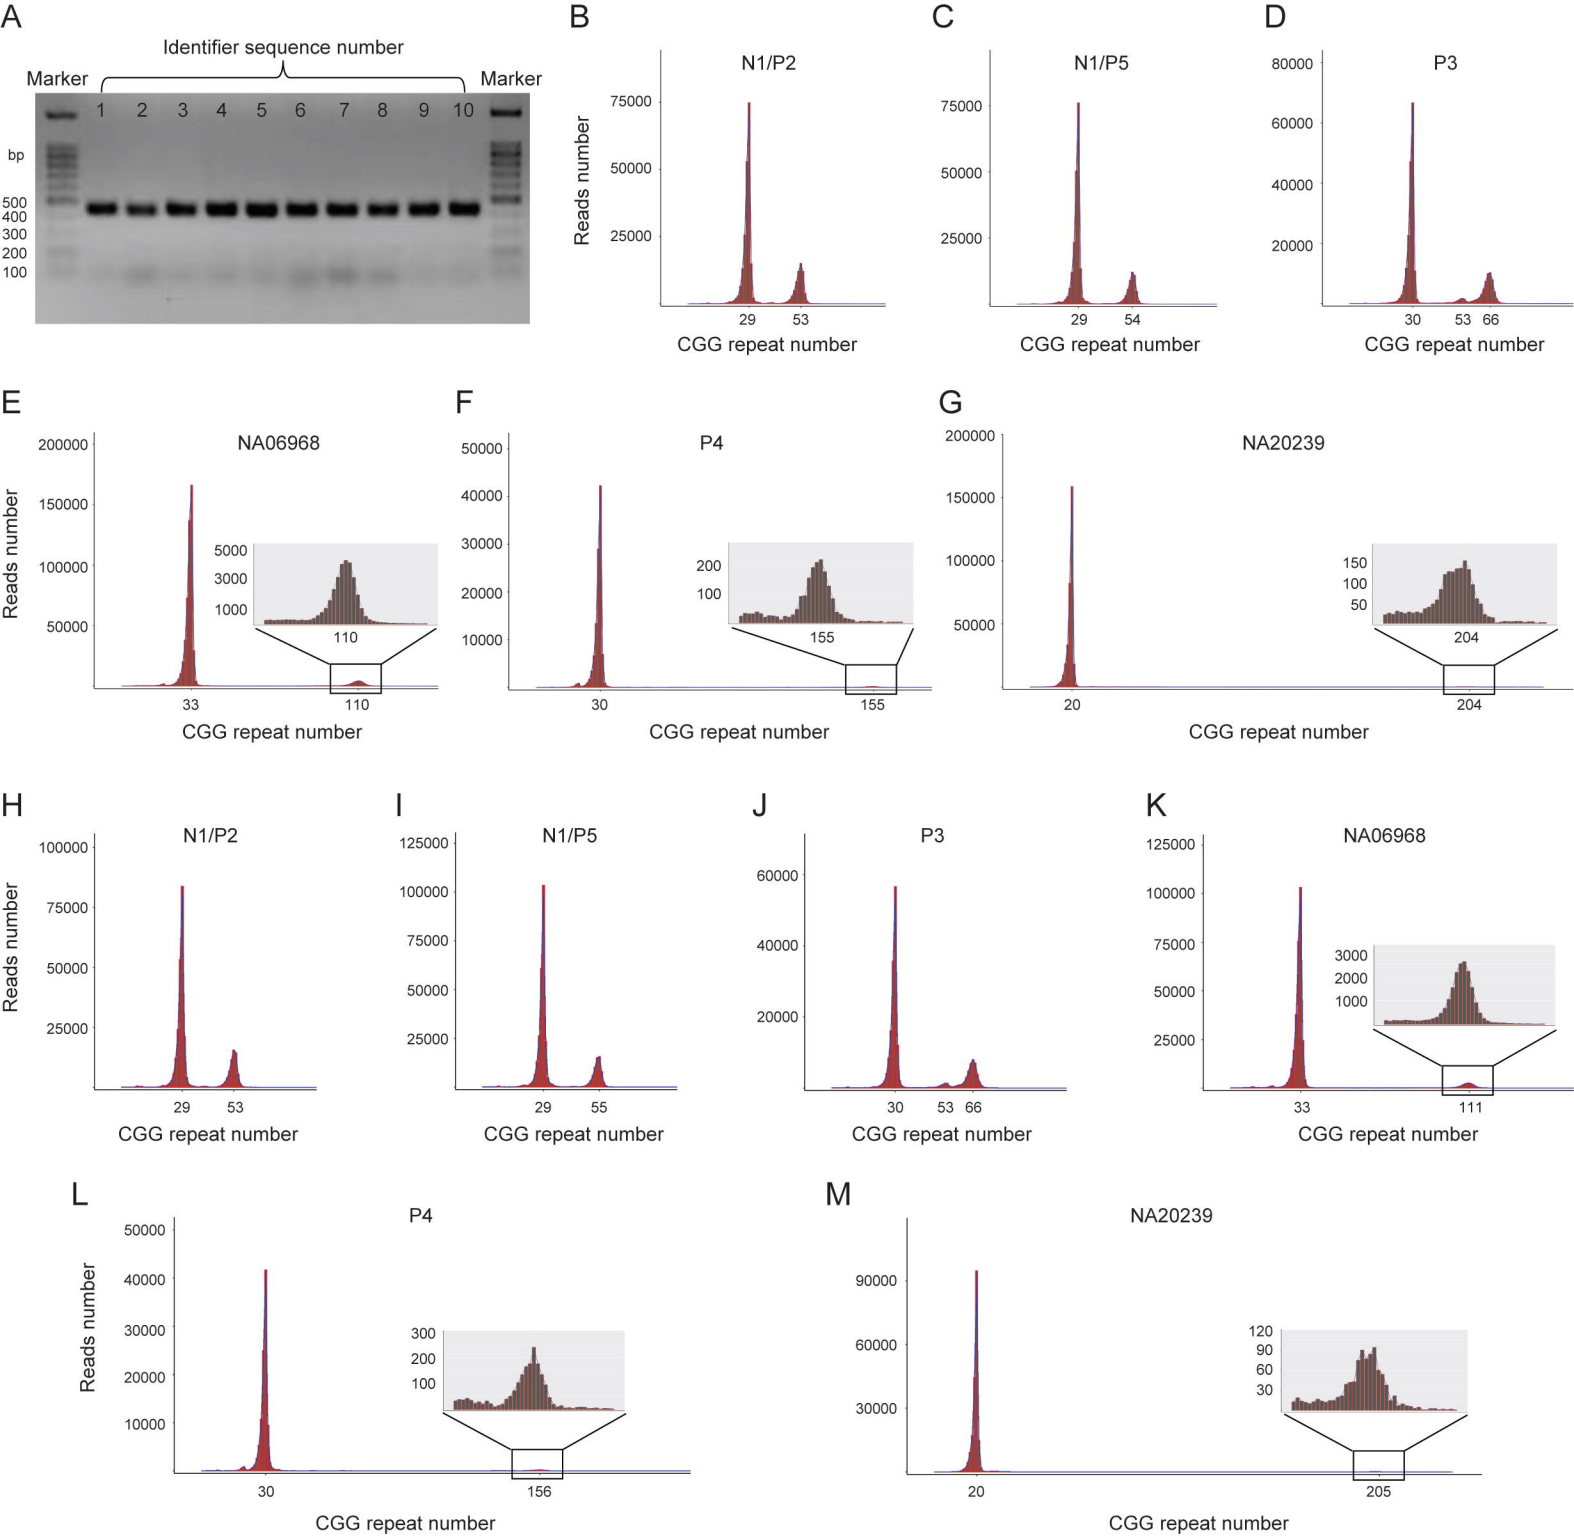 A
Identifier sequence number
Marker
Marker
1 2 3 4 5 6 7 8 9 10
bp
500
400
300
200
100
B
N1/P2
Reads number
75000
50000
25000
29 53
CGG repeat number
C
N1/P5
75000
50000
25000
29 54
CGG repeat number
D
P3
80000
60000
40000
20000
30 53 66
CGG repeat number
E
NA06968
Reads number
200000
150000
100000
50000
5000
3000
1000
110
33 110
CGG repeat number
F
P4
50000
40000
30000
20000
10000
200
100
155
30 155
CGG repeat number
G
NA20239
200000
150000
100000
50000
150
100
50
204
20 204
CGG repeat number
H
N1/P2
Reads number
100000
75000
50000
25000
29 53
CGG repeat number
I
N1/P5
125000
100000
75000
50000
25000
29 55
CGG repeat number
J
P3
60000
40000
20000
30 53 66
CGG repeat number
K
NA06968
125000
100000
75000
50000
25000
3000
2000
1000
33 111
CGG repeat number
L
P4
Reads number
50000
40000
30000
20000
10000
300
200
100
30 156
CGG repeat number
M
NA20239
90000
60000
30000
120
90
60
30
20 205
CGG repeat number